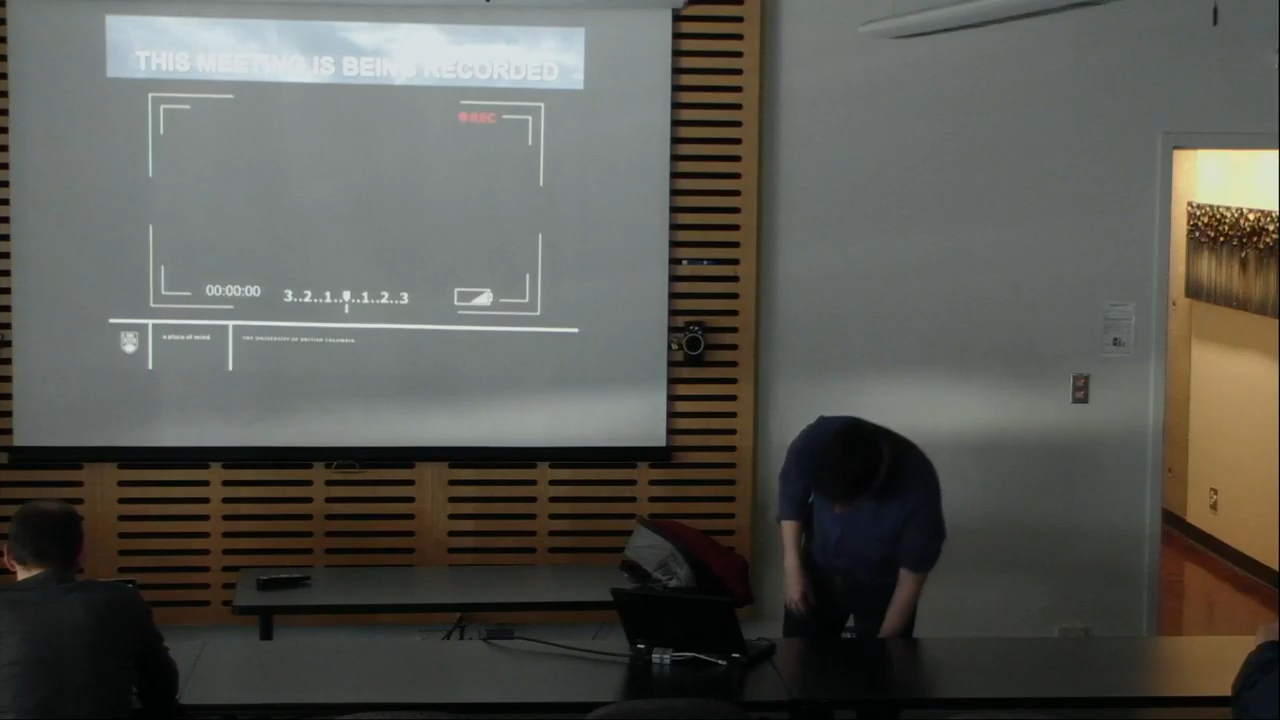 THIS MEETING IS BEING RECORDED
REC
00:00:00
3..2..1..0..1..2..3
a place of mind
THE UNIVERSITY OF BRITISH COLUMBIA